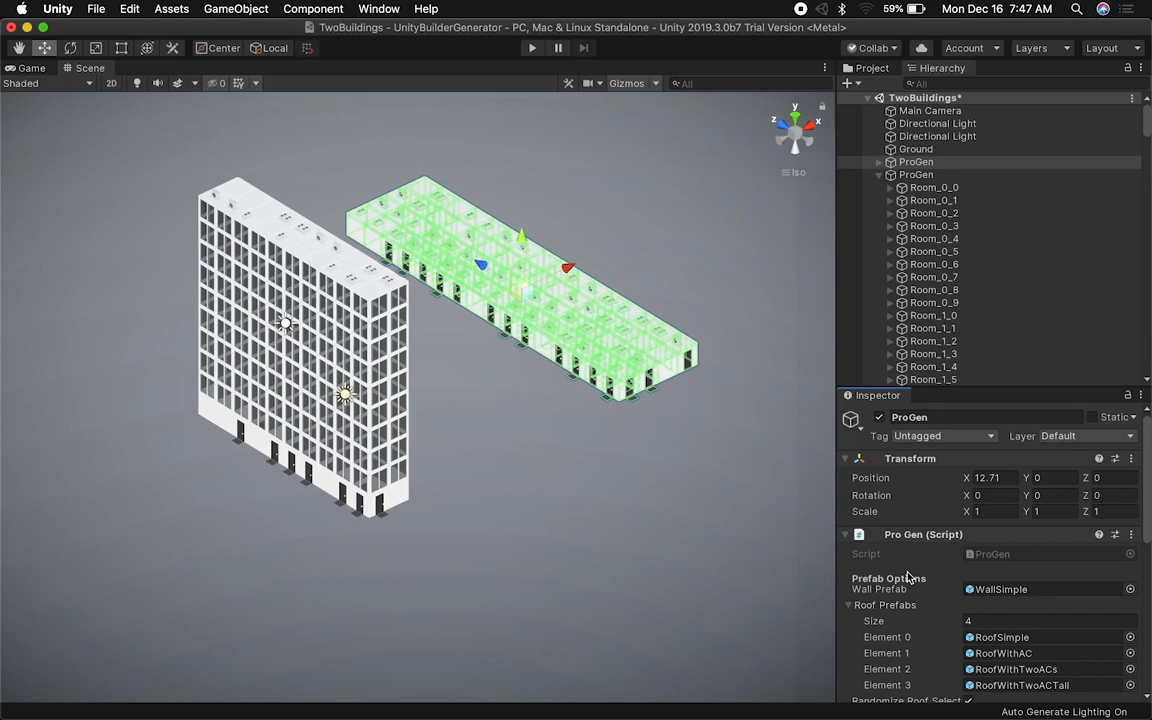 Unity File Edit Assets GameObject Component Window Help 59% Mon Dec 16 7:47 AM
TwoBuildings - UnityBuilderGenerator - PC, Mac & Linux Standalone - Unity 2019.3.0b7 Trial Version <Metal>
Center Local Collab Account Layers Layout
Game Scene Project Hierarchy
Shaded 2D 0 Gizmos All All
TwoBuildings*
Main Camera
Directional Light
Directional Light
Ground
ProGen
ProGen
Room_0_0
Room_0_1
Room_0_2
Room_0_3
Room_0_4
Room_0_5
Room_0_6
Room_0_7
Room_0_8
Room_0_9
Room_1_0
Room_1_1
Room_1_2
Room_1_3
Room_1_4
Room_1_5
y
z x
Iso
Inspector
ProGen Static
Tag Untagged Layer Default
Transform
Position X 12.71 Y 0 Z 0
Rotation X 0 Y 0 Z 0
Scale X 1 Y 1 Z 1
Pro Gen (Script)
Script ProGen
Prefab Options
Wall Prefab WallSimple
Roof Prefabs
Size 4
Element 0 RoofSimple
Element 1 RoofWithAC
Element 2 RoofWithTwoACs
Element 3 RoofWithTwoACTall
Randomize Roof Select
Auto Generate Lighting On